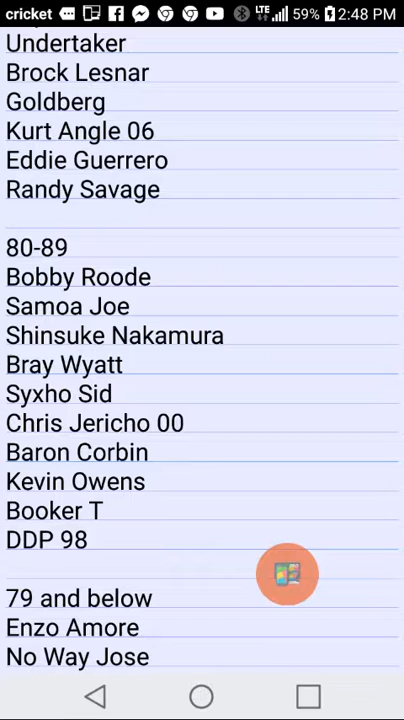 cricket 59% 2:48 PM
LTE
Undertaker
Brock Lesnar
Goldberg
Kurt Angle 06
Eddie Guerrero
Randy Savage
80-89
Bobby Roode
Samoa Joe
Shinsuke Nakamura
Bray Wyatt
Syxho Sid
Chris Jericho 00
Baron Corbin
Kevin Owens
Booker T
DDP 98
79 and below
Enzo Amore
No Way Jose